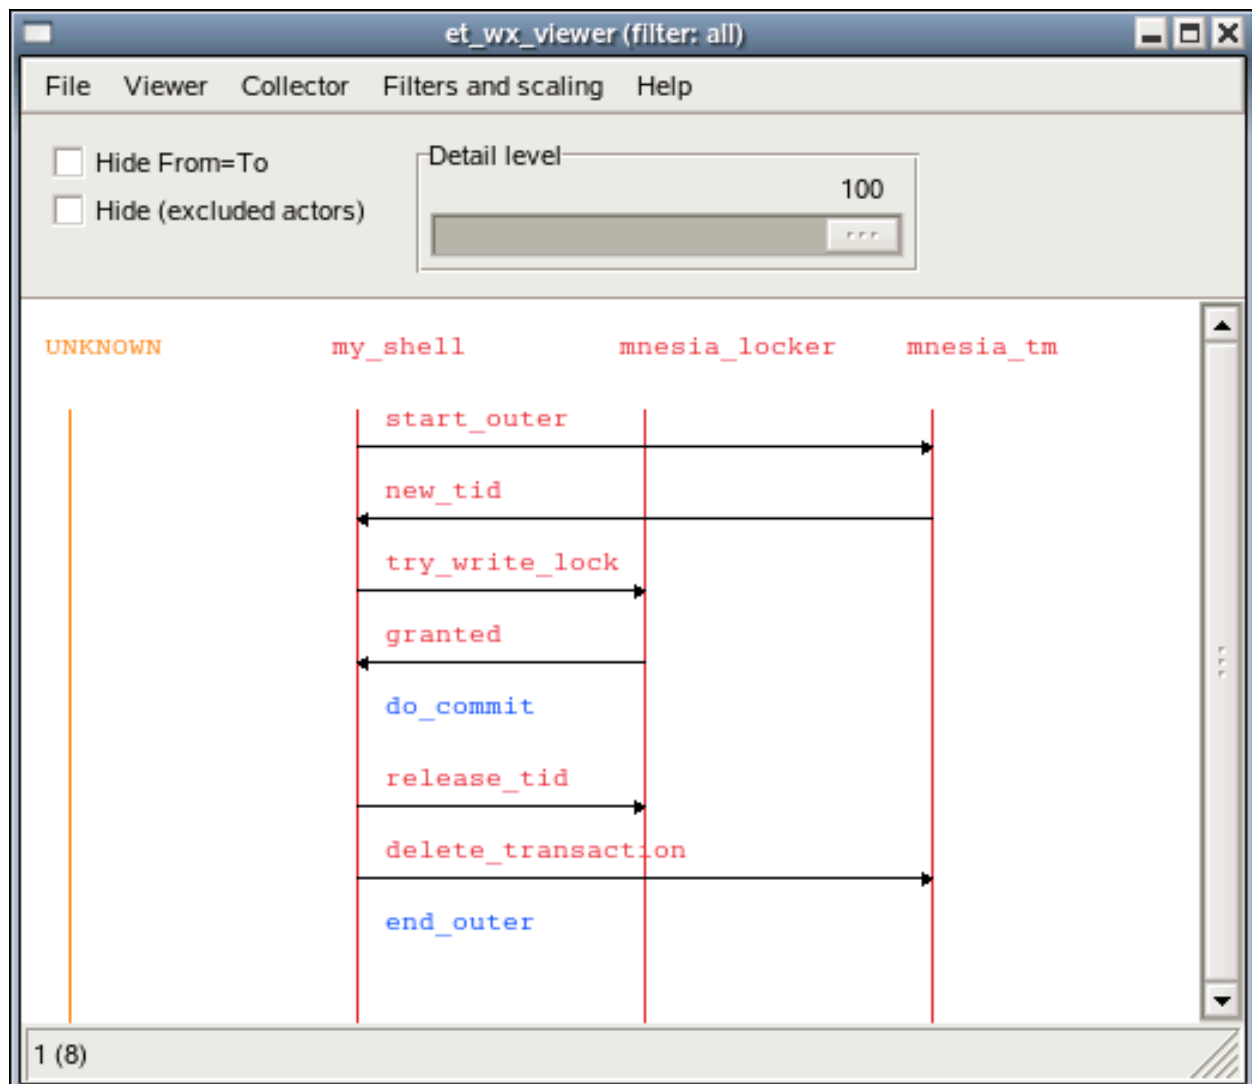 et_wx_viewer (filter: all)
File Viewer Collector Filters and scaling Help
Hide From=To
Hide (excluded actors)
Detail level
100
UNKNOWN my_shell mnesia_locker mnesia_tm
start_outer
new_tid
try_write_lock
granted
do_commit
release_tid
delete_transaction
end_outer
1 (8)